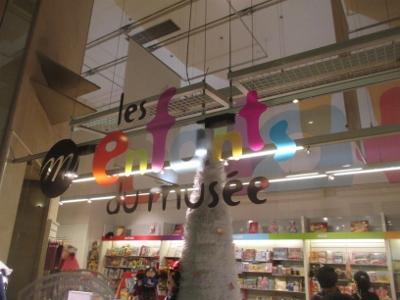 les
m enfants
du musée